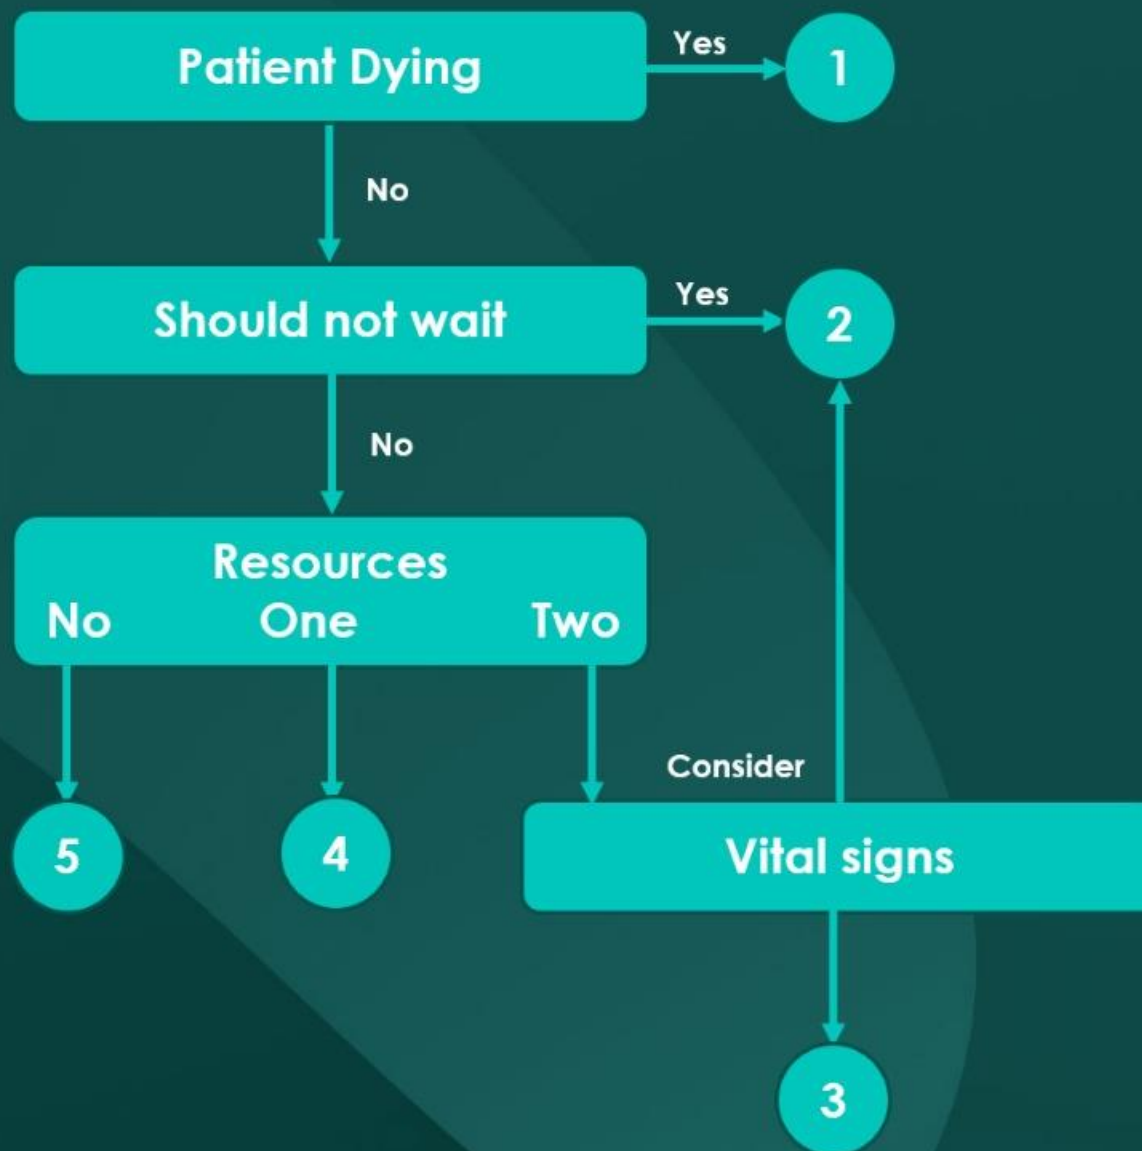 Patient Dying
Yes
1
No
Should not wait
Yes
2
No
Resources
No One Two
Consider
5
4
Vital signs
3